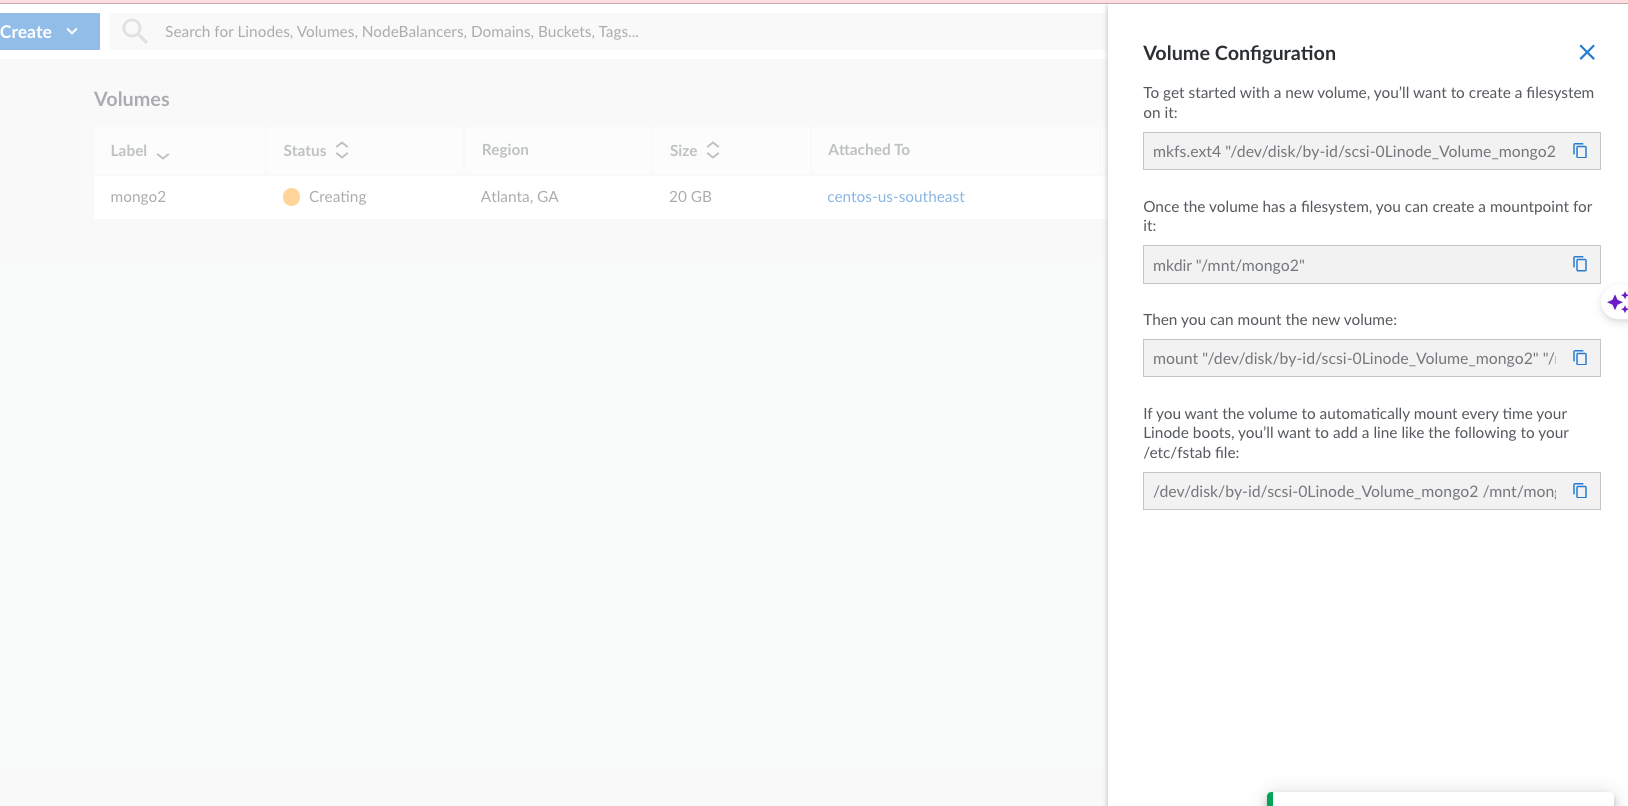 Create
Search for Linodes, Volumes, NodeBalancers, Domains, Buckets, Tags...
Volumes
Label Status Region Size Attached To
mongo2 Creating Atlanta, GA 20 GB centos-us-southeast
Volume Configuration
To get started with a new volume, you'll want to create a filesystem
on it:
mkfs.ext4 "/dev/disk/by-id/scsi-0Linode_Volume_mongo2
Once the volume has a filesystem, you can create a mountpoint for
it:
mkdir "/mnt/mongo2"
Then you can mount the new volume:
mount "/dev/disk/by-id/scsi-0Linode_Volume_mongo2" "/
If you want the volume to automatically mount every time your
Linode boots, you'll want to add a line like the following to your
/etc/fstab file:
/dev/disk/by-id/scsi-0Linode_Volume_mongo2 /mnt/mon